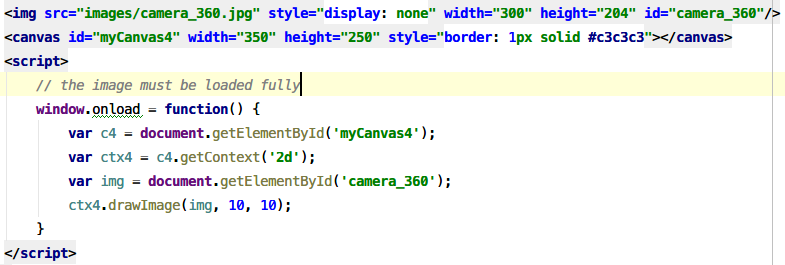 <img src="images/camera_360.jpg" style="display: none" width="300" height="204" id="camera_360"/>
<canvas id="myCanvas4" width="350" height="250" style="border: 1px solid #c3c3c3"></canvas>
<script>
// the image must be loaded fully
window.onload = function() {
var c4 = document.getElementById('myCanvas4');
var ctx4 = c4.getContext('2d');
var img = document.getElementById('camera_360');
ctx4.drawImage(img, 10, 10);
}
</script>